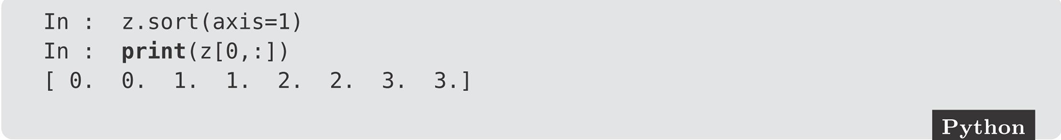 In :  z.sort(axis=1)
In :  print(z[0,:])
[ 0.  0.  1.  1.  2.  2.  3.  3.]
Python